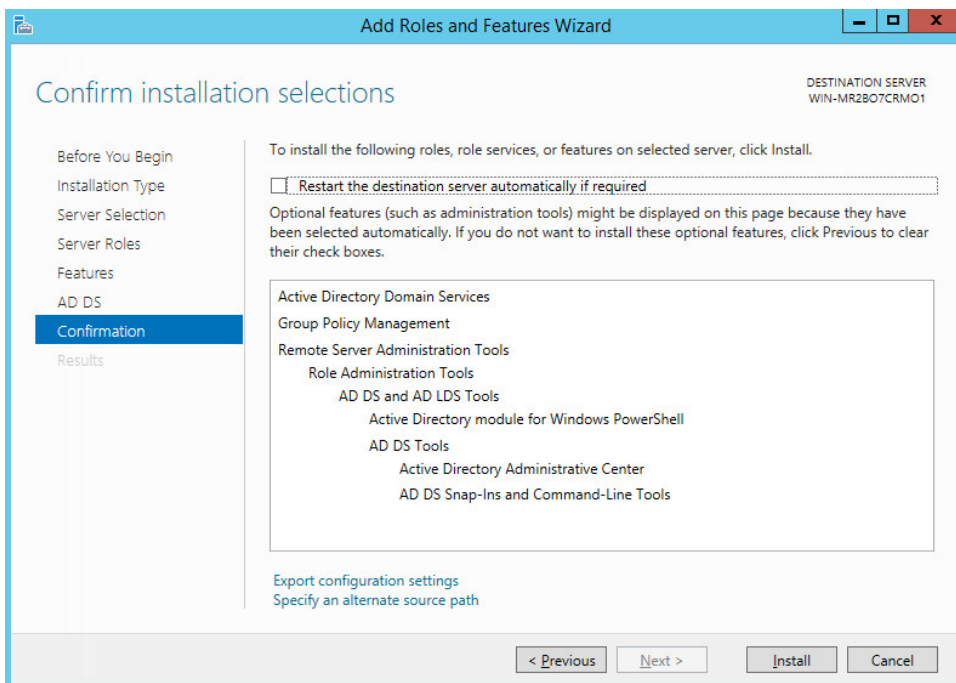 Add Roles and Features Wizard
Confirm installation selections
DESTINATION SERVER
WIN-MR2BO7CRMO1
Before You Begin
Installation Type
Server Selection
Server Roles
Features
AD DS
Confirmation
Results
To install the following roles, role services, or features on selected server, click Install.
Restart the destination server automatically if required
Optional features (such as administration tools) might be displayed on this page because they have
been selected automatically. If you do not want to install these optional features, click Previous to clear
their check boxes.
Active Directory Domain Services
Group Policy Management
Remote Server Administration Tools
Role Administration Tools
AD DS and AD LDS Tools
Active Directory module for Windows PowerShell
AD DS Tools
Active Directory Administrative Center
AD DS Snap-Ins and Command-Line Tools
Export configuration settings
Specify an alternate source path
< Previous
Next >
Install
Cancel